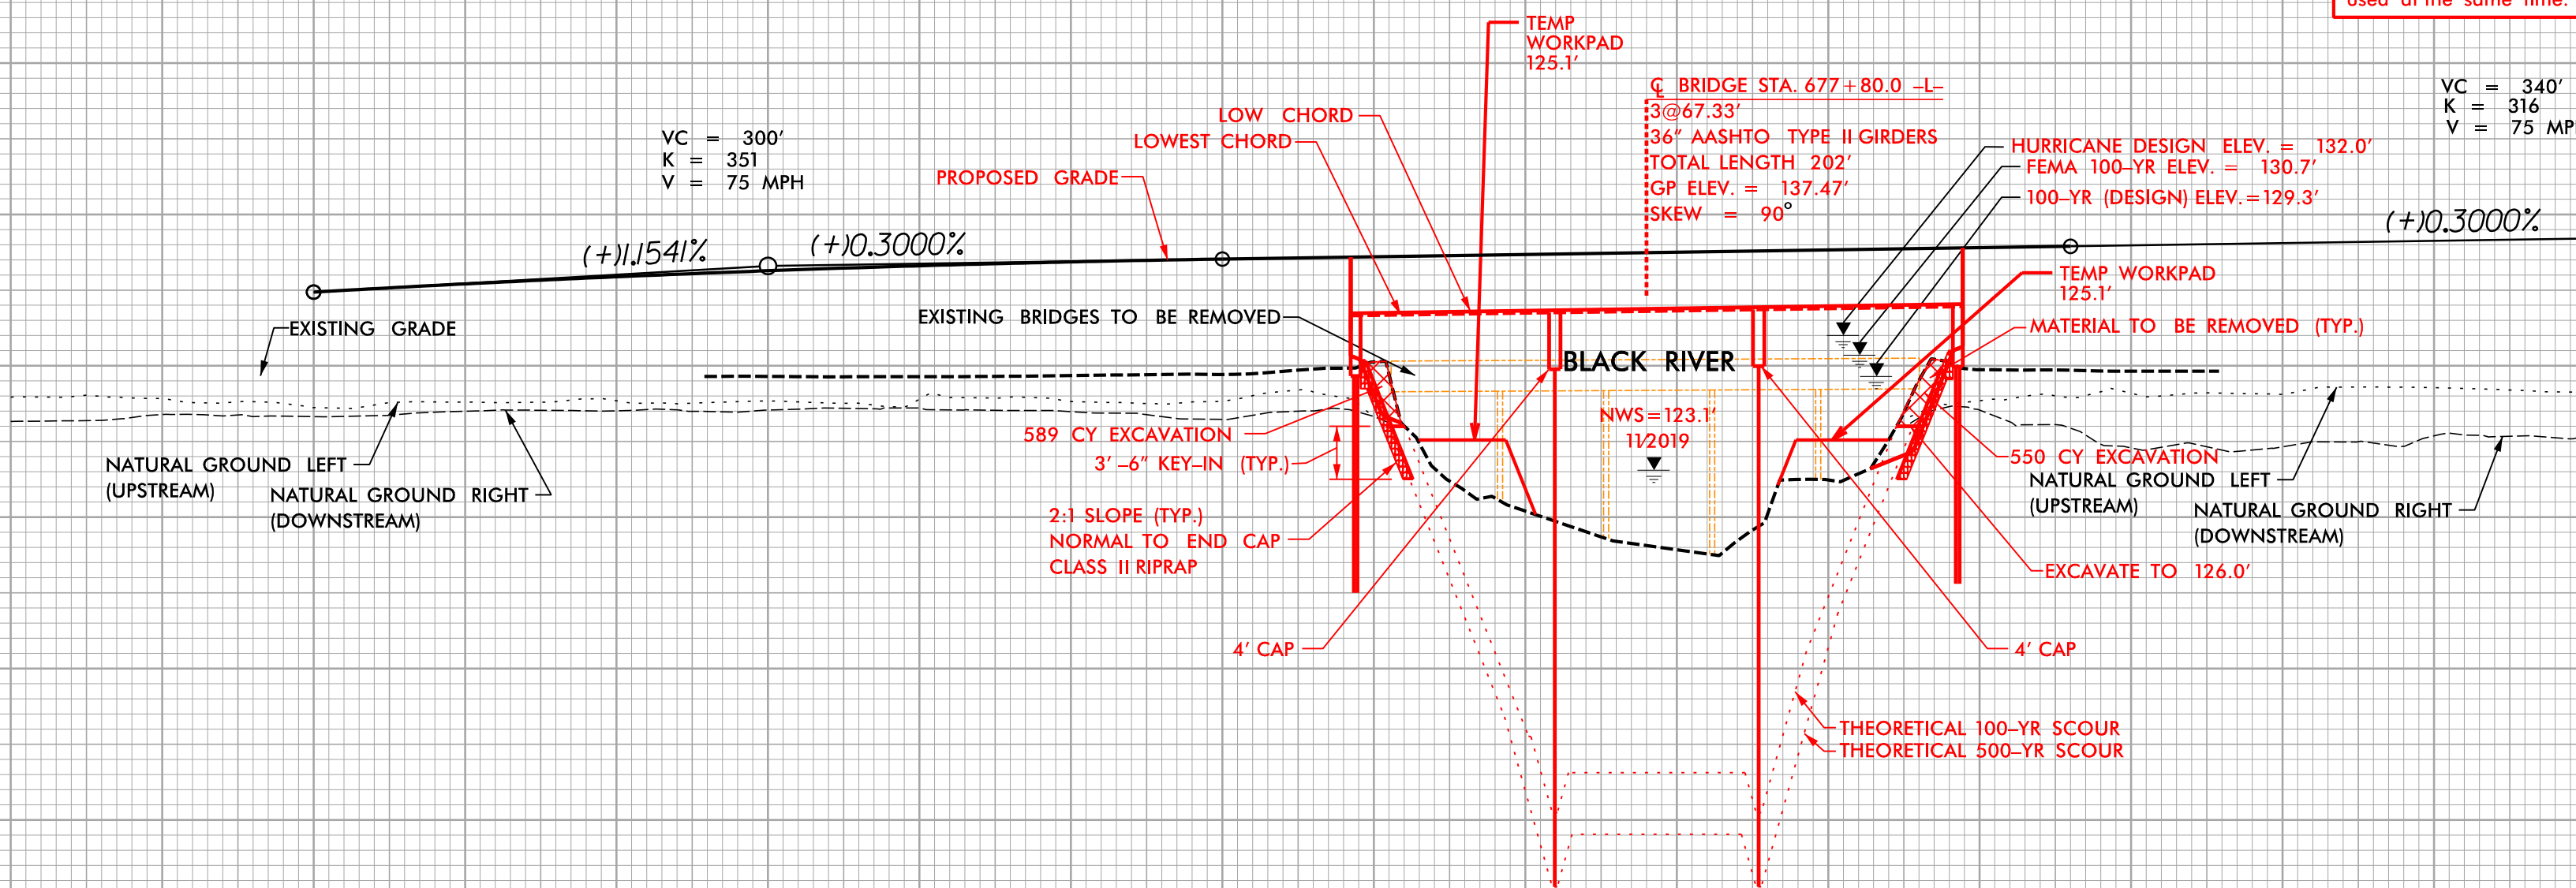 used at the same time.
TEMP
WORKPAD
125.1'
℄ BRIDGE STA. 677+80.0 -L-
3@67.33'
36" AASHTO TYPE II GIRDERS
TOTAL LENGTH 202'
GP ELEV. = 137.47'
SKEW = 90°
VC = 340'
K = 316
V = 75 MP
LOW CHORD
LOWEST CHORD
PROPOSED GRADE
VC = 300'
K = 351
V = 75 MPH
HURRICANE DESIGN ELEV. = 132.0'
FEMA 100-YR ELEV. = 130.7'
100-YR (DESIGN) ELEV.=129.3'
(+)1.1541%
(+)0.3000%
(+)0.3000%
TEMP WORKPAD
125.1'
EXISTING GRADE
EXISTING BRIDGES TO BE REMOVED
MATERIAL TO BE REMOVED (TYP.)
BLACK RIVER
NWS=123.1'
11/2019
589 CY EXCAVATION
3'-6" KEY-IN (TYP.)
550 CY EXCAVATION
NATURAL GROUND LEFT
(UPSTREAM)
NATURAL GROUND RIGHT
(DOWNSTREAM)
NATURAL GROUND LEFT
(UPSTREAM)
NATURAL GROUND RIGHT
(DOWNSTREAM)
2:1 SLOPE (TYP.)
NORMAL TO END CAP
CLASS II RIPRAP
EXCAVATE TO 126.0'
4' CAP
4' CAP
THEORETICAL 100-YR SCOUR
THEORETICAL 500-YR SCOUR